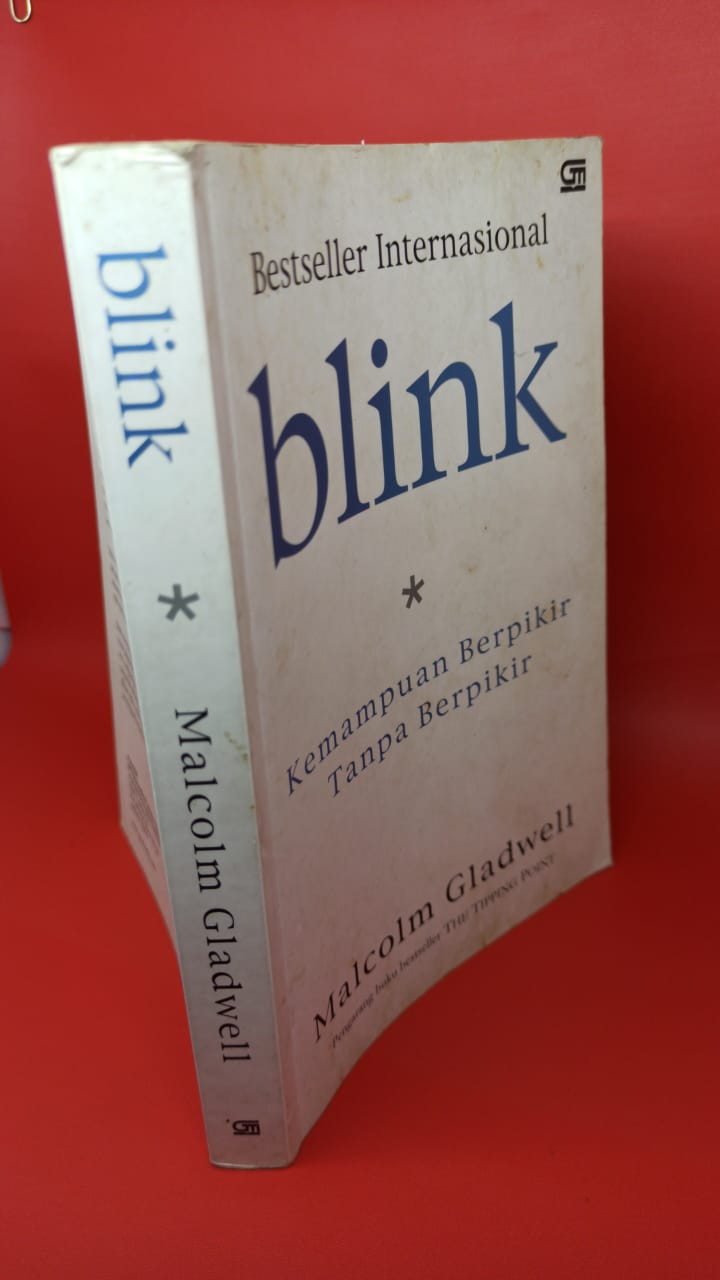 blink
*
Malcolm Gladwell
Bestseller Internasional
blink
*
Kemampuan Berpikir
Tanpa Berpikir
Malcolm Gladwell
Pengarang buku bestseller THE TIPPING POINT